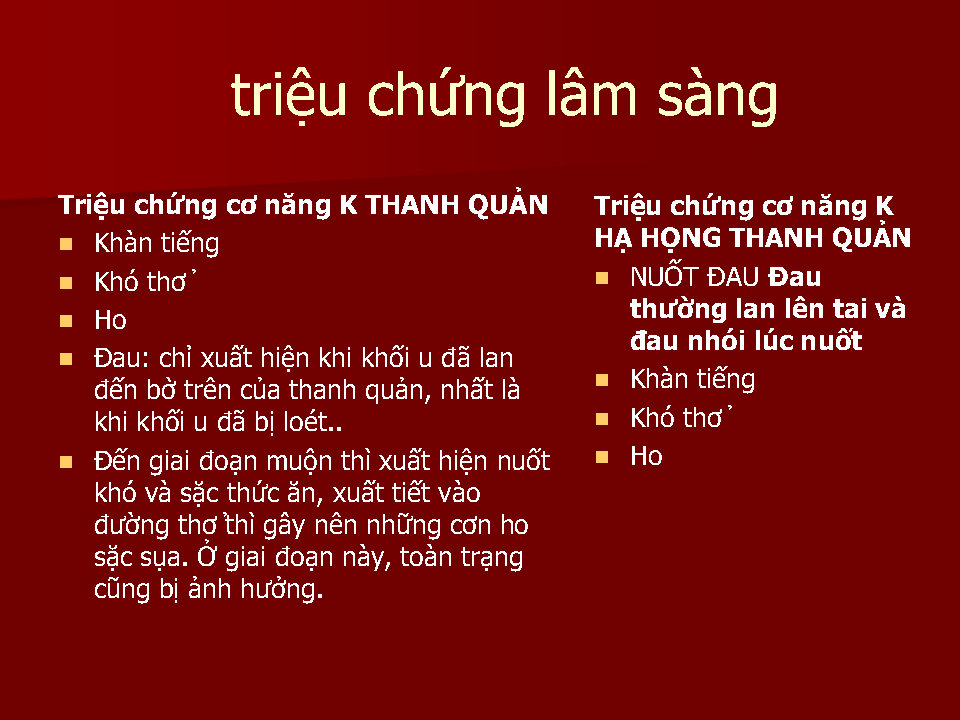 triệu chứng lâm sàng
Triệu chứng cơ năng K THANH QUẢN
Khàn tiếng
Khó thở
Ho
Đau: chỉ xuất hiện khi khối u đã lan
đến bờ trên của thanh quản, nhất là
khi khối u đã bị loét..
Đến giai đoạn muộn thì xuất hiện nuốt
khó và sặc thức ăn, xuất tiết vào
đường thở thì gây nên những cơn ho
sặc sụa. Ở giai đoạn này, toàn trạng
cũng bị ảnh hưởng.
Triệu chứng cơ năng K
HẠ HỌNG THANH QUẢN
NUỐT ĐAU Đau
thường lan lên tai và
đau nhói lúc nuốt
Khàn tiếng
Khó thở
Ho